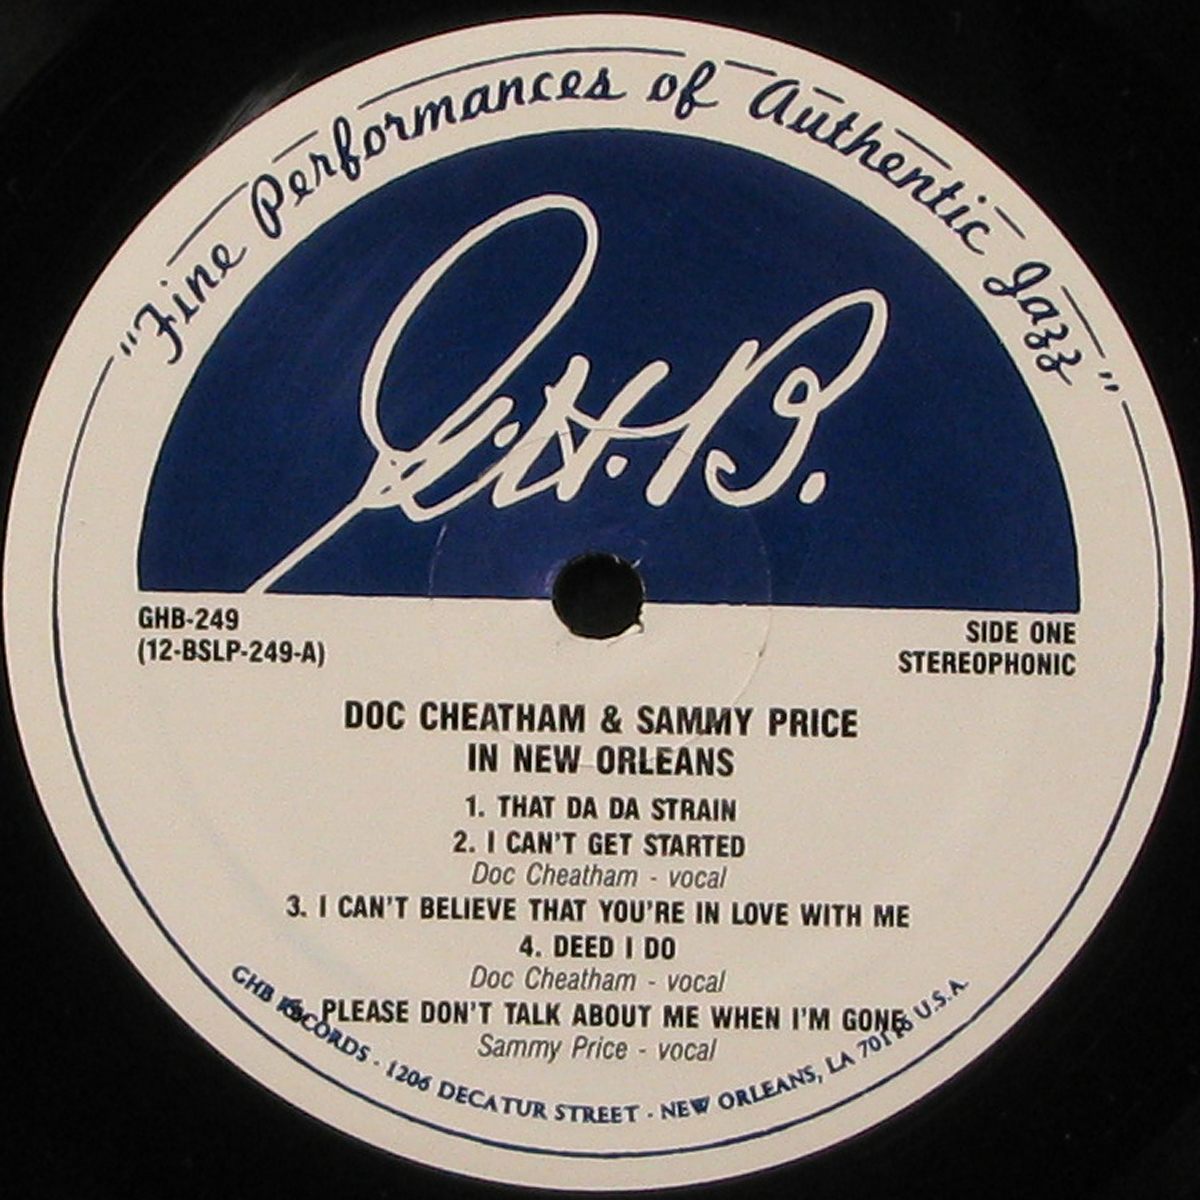 "Fine Performances of Authentic Jazz"
G.H.B.
GHB-249
(12-BSLP-249-A)
SIDE ONE
STEREOPHONIC
DOC CHEATHAM & SAMMY PRICE
IN NEW ORLEANS
1. THAT DA DA STRAIN
2. I CAN'T GET STARTED
Doc Cheatham - vocal
3. I CAN'T BELIEVE THAT YOU'RE IN LOVE WITH ME
4. DEED I DO
Doc Cheatham - vocal
5. PLEASE DON'T TALK ABOUT ME WHEN I'M GONE
Sammy Price - vocal
GHB RECORDS · 1206 DECATUR STREET · NEW ORLEANS, LA 70116 U.S.A.